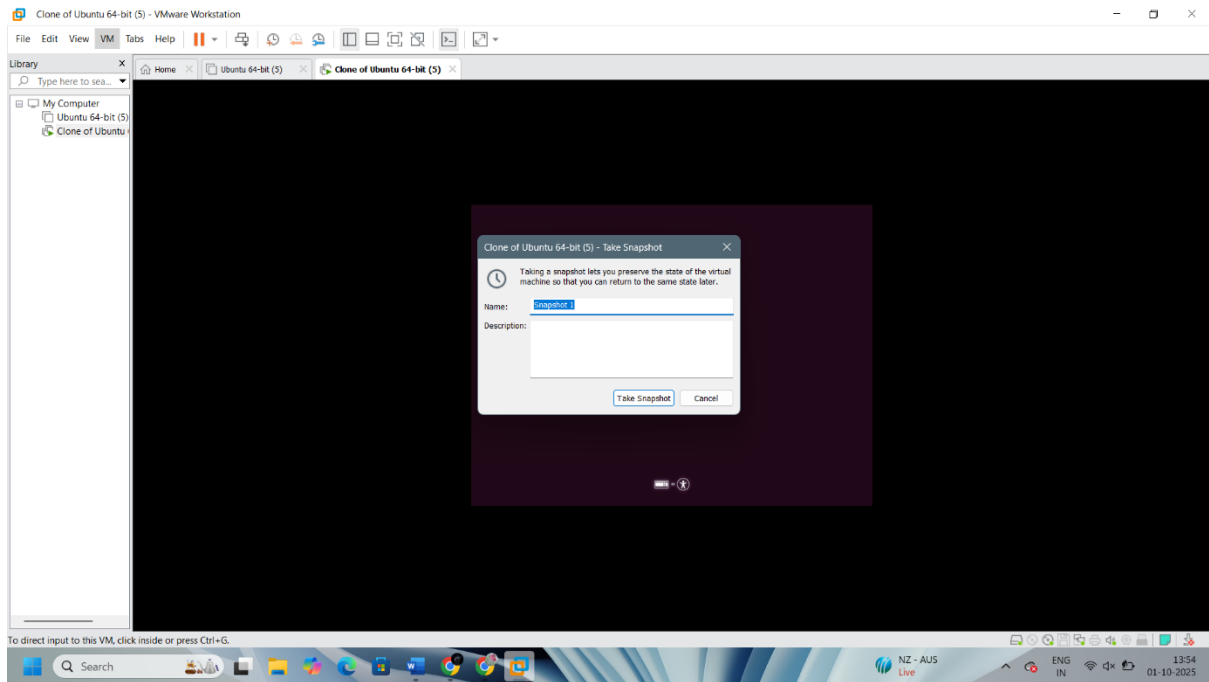 Clone of Ubuntu 64-bit (5) - VMware Workstation
File Edit View VM Tabs Help
Library X
Home
Ubuntu 64-bit (5)
Clone of Ubuntu 64-bit (5)
Type here to sea...
My Computer
Ubuntu 64-bit (5)
Clone of Ubuntu
Clone of Ubuntu 64-bit (5) - Take Snapshot
Taking a snapshot lets you preserve the state of the virtual
machine so that you can return to the same state later.
Name: Snapshot 1
Description:
Take Snapshot Cancel
To direct input to this VM, click inside or press Ctrl+G.
Search
NZ - AUS
Live
ENG
IN
13:54
01-10-2025